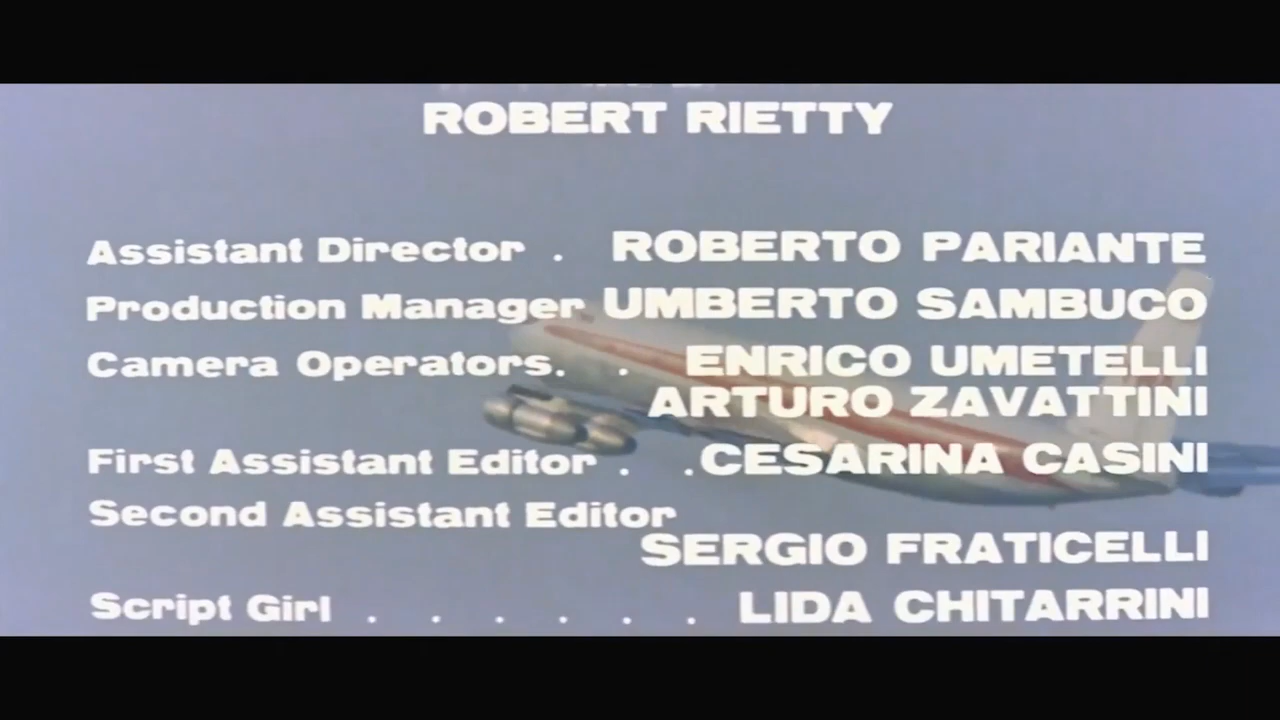 ROBERT RIETTY
Assistant Director . ROBERTO PARIANTE
Production Manager UMBERTO SAMBUCO
Camera Operators. . ENRICO UMETELLI
ARTURO ZAVATTINI
First Assistant Editor . . CESARINA CASINI
Second Assistant Editor
SERGIO FRATICELLI
Script Girl . . . . . . LIDA CHITARRINI